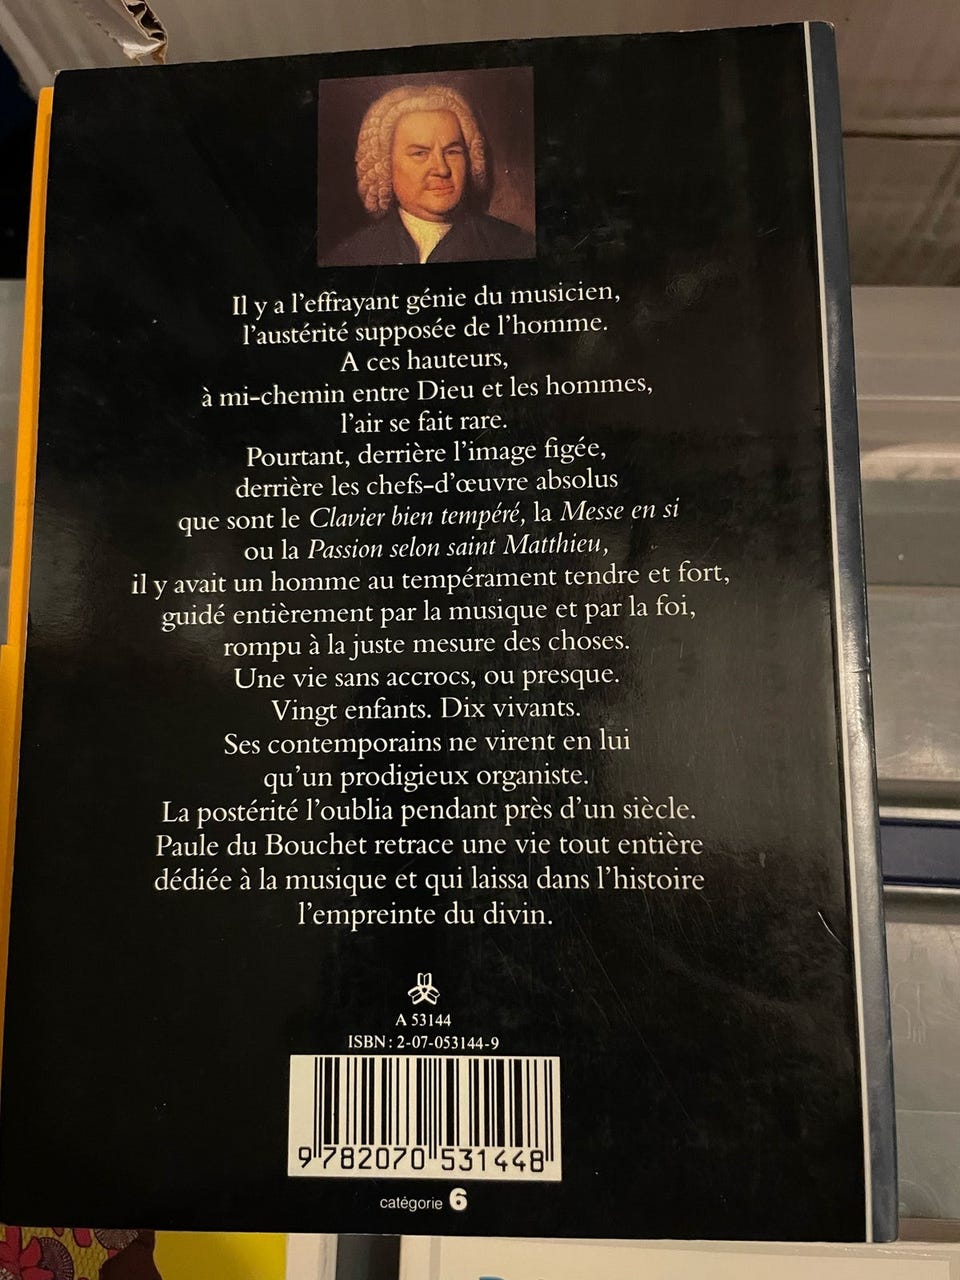 Il y a l'effrayant génie du musicien,
l'austérité supposée de l'homme.
A ces hauteurs,
à mi-chemin entre Dieu et les hommes,
l'air se fait rare.
Pourtant, derrière l'image figée,
derrière les chefs-d'œuvre absolus
que sont le Clavier bien tempéré, la Messe en si
ou la Passion selon saint Matthieu,
il y avait un homme au tempérament tendre et fort,
guidé entièrement par la musique et par la foi,
rompu à la juste mesure des choses.
Une vie sans accrocs, ou presque.
Vingt enfants. Dix vivants.
Ses contemporains ne virent en lui
qu'un prodigieux organiste.
La postérité l'oublia pendant près d'un siècle.
Paule du Bouchet retrace une vie tout entière
dédiée à la musique et qui laissa dans l'histoire
l'empreinte du divin.
A 53144
ISBN : 2-07-053144-9
9 782070 531448
catégorie 6